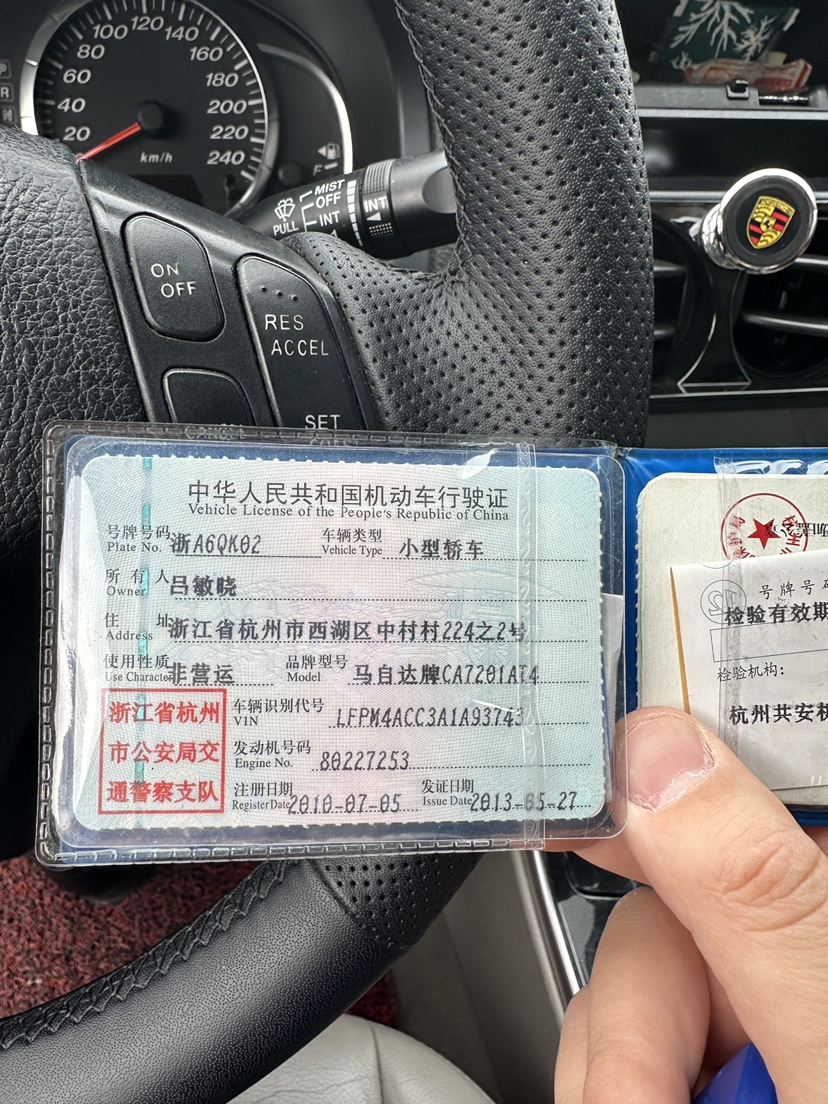 100 120 140
80 160
60 180
40 200
20 220
240
km/h
F
MIST
OFF
INT
PULL
INT
ON
OFF
RES
ACCEL
SET
中华人民共和国机动车行驶证
Vehicle License of the People's Republic of China
号牌号码 浙A6QK02 车辆类型 小型轿车
Plate No. Vehicle Type
所有人 吕敏晓
Owner
住址 浙江省杭州市西湖区中村村224之2号
Address
使用性质 非营运 品牌型号 马自达牌CA7201AT4
Use Character Model
浙江省杭州
市公安局交
通警察支队
车辆识别代号 LFPM4ACC3A1A93743
VIN
发动机号码 80227253
Engine No.
注册日期 2010-07-05 发证日期 2013-05-27
Register Date Issue Date
号牌号码
检验有效期
检验机构:
杭州共安机